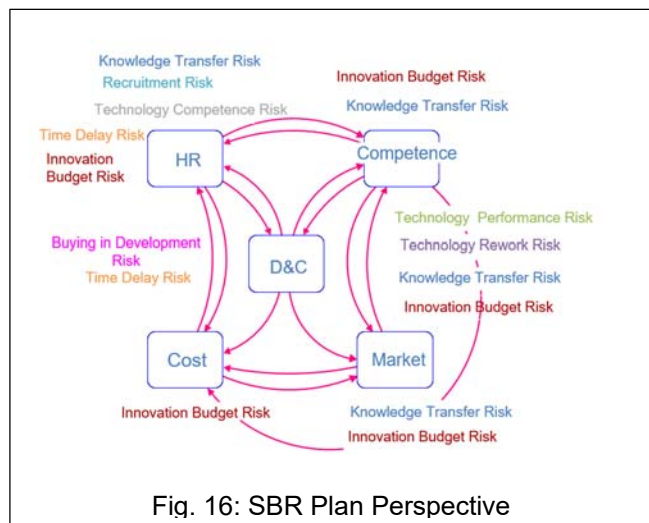 Knowledge Transfer Risk
Recruitment Risk
Innovation Budget Risk
Technology Competence Risk
Knowledge Transfer Risk
Time Delay Risk
HR
Competence
Innovation
Budget Risk
Technology Performance Risk
Buying in Development
Risk
Technology Rework Risk
D&C
Time Delay Risk
Knowledge Transfer Risk
Innovation Budget Risk
Cost
Market
Innovation Budget Risk
Knowledge Transfer Risk
Innovation Budget Risk
Fig. 16: SBR Plan Perspective